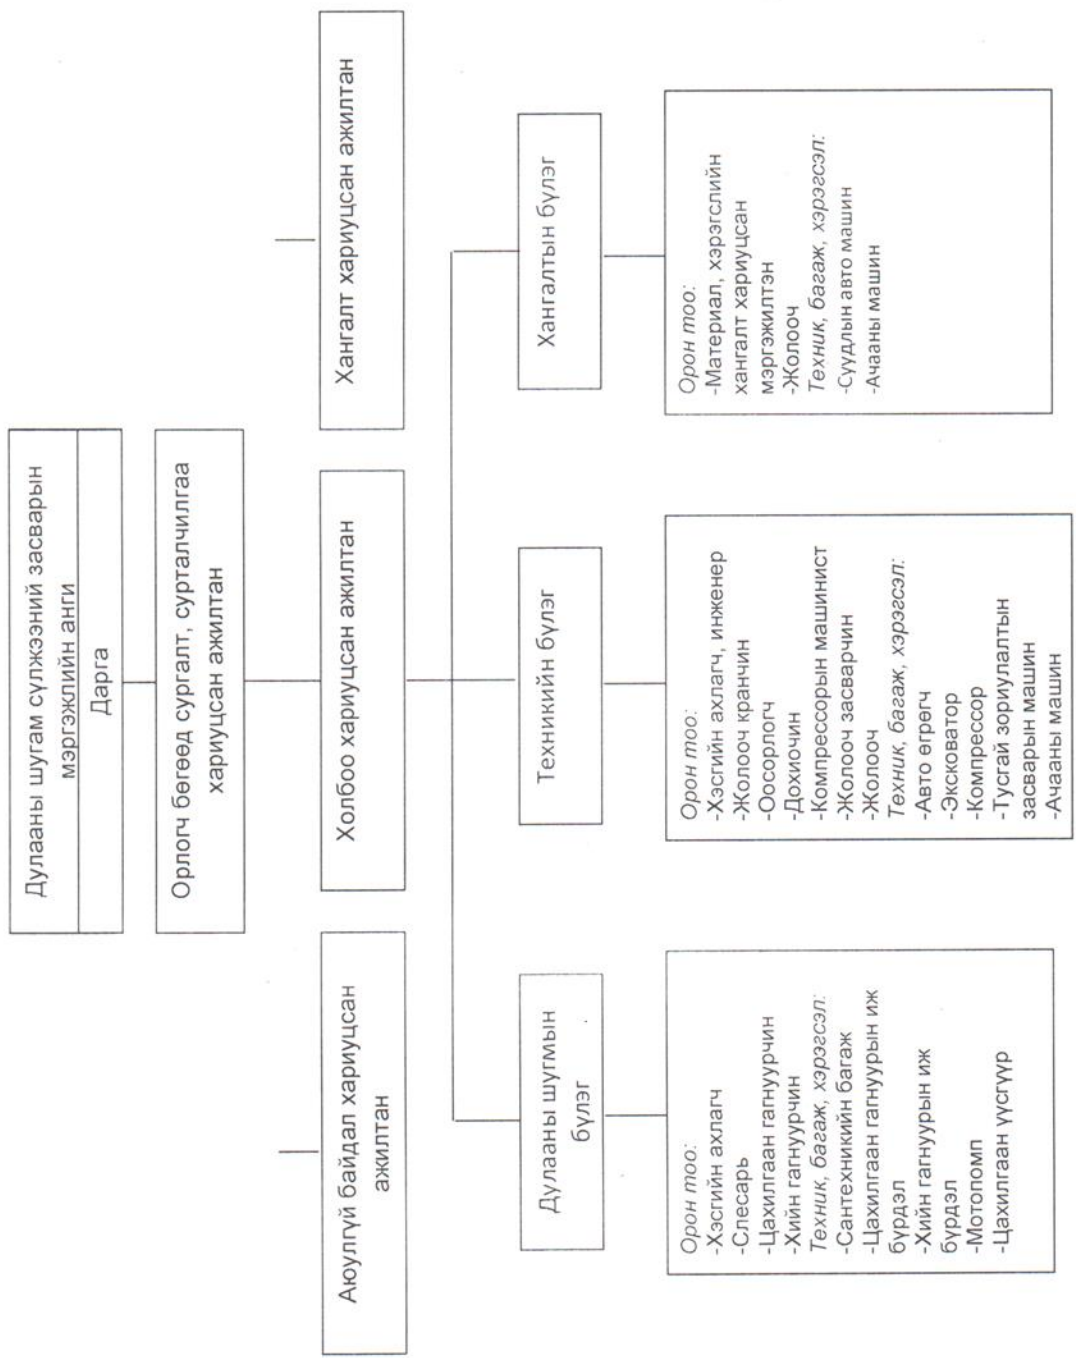 Дулааны шугам сүлжээний засварын
мэргэжлийн анги
Дарга
Орлогч бөгөөд сургалт, сурталчилгаа
хариуцсан ажилтан
Аюулгүй байдал хариуцсан
ажилтан
Холбоо хариуцсан ажилтан
Хангалт хариуцсан ажилтан
Дулааны шугмын
бүлэг
Техникийн бүлэг
Хангалтын бүлэг
Орон тоо:
-Хэсгийн ахлагч
-Слесарь
-Цахилгаан гагнуурчин
-Хийн гагнуурчин
Техник, багаж, хэрэгсэл:
-Сантехникийн багаж
-Цахилгаан гагнуурын иж
бүрдэл
-Хийн гагнуурын иж
бүрдэл
-Мотопомп
-Цахилгаан үүсгүүр
Орон тоо:
-Хэсгийн ахлагч, инженер
-Жолооч кранчин
-Оосорлогч
-Дохиочин
-Компрессорын машинист
-Жолооч засварчин
-Жолооч
Техник, багаж, хэрэгсэл:
-Авто өгрөгч
-Эксковатор
-Компрессор
-Тусгай зориулалтын
засварын машин
-Ачааны машин
Орон тоо:
-Материал, хэрэгслийн
хангалт хариуцсан
мэргэжилтэн
-Жолооч
Техник, багаж, хэрэгсэл:
-Суудлын авто машин
-Ачааны машин